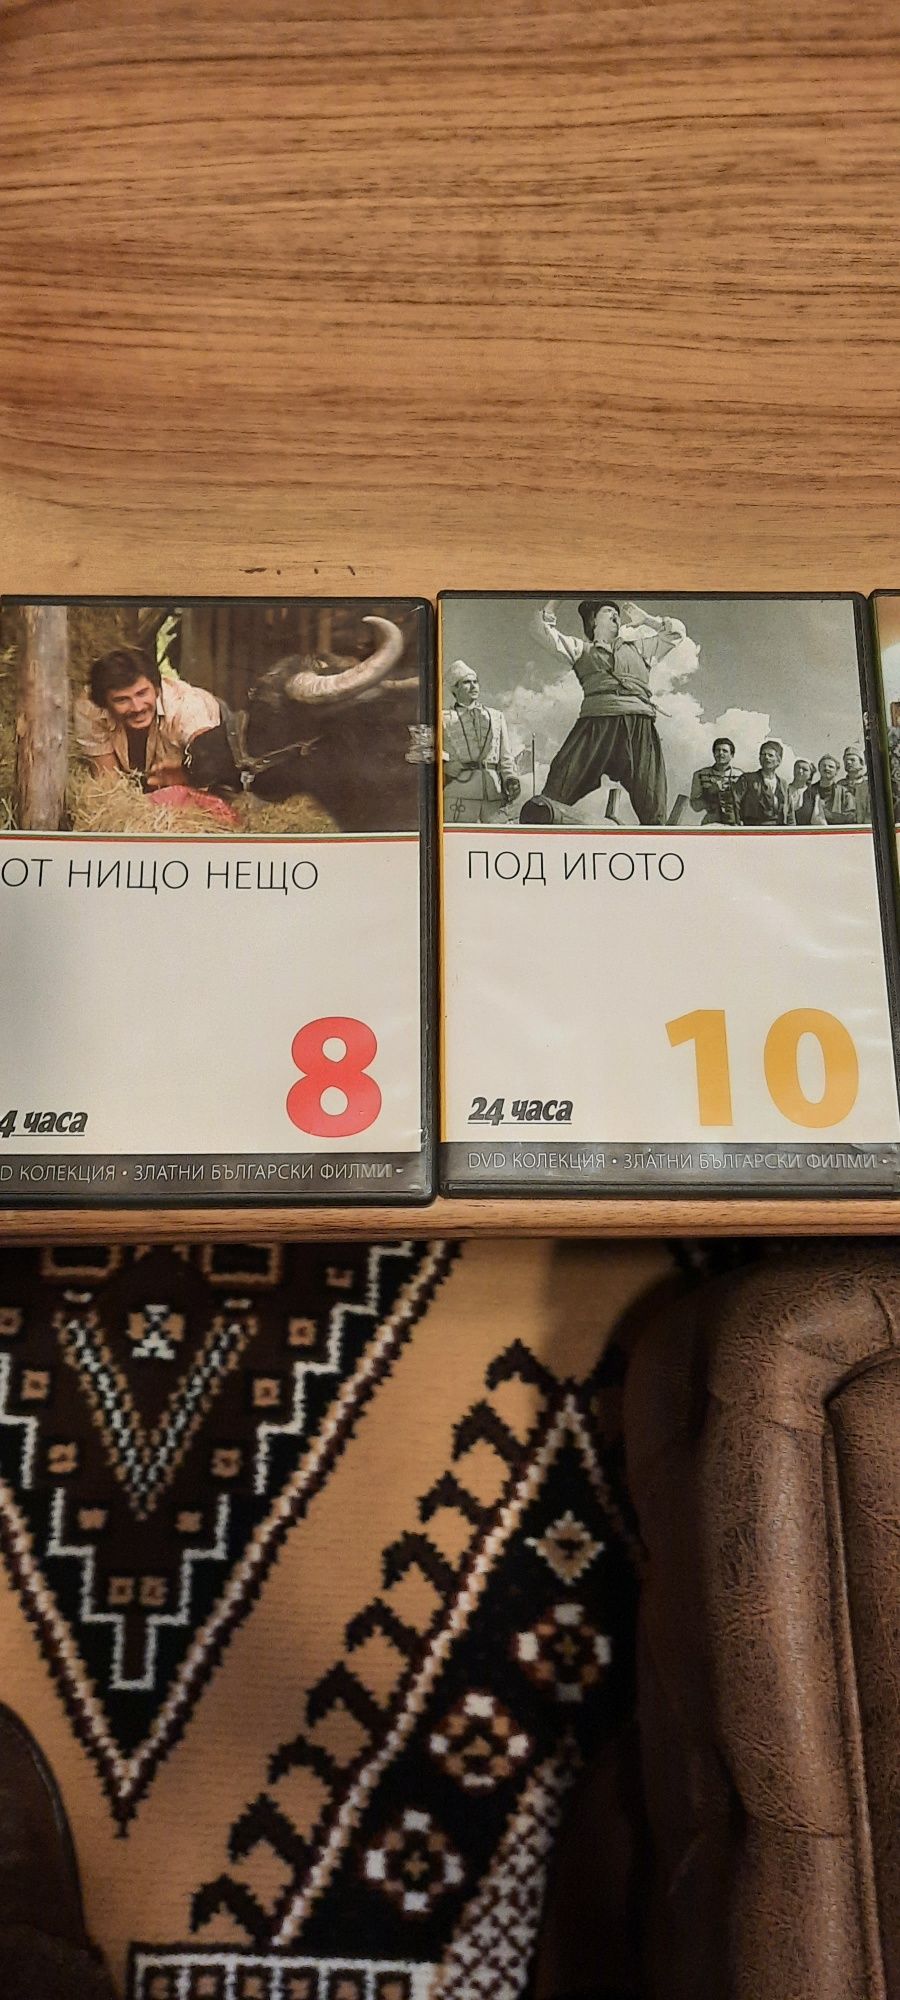 ОТ НИЩО НЕЩО
8
4 часа
D КОЛЕКЦИЯ • ЗЛАТНИ БЪЛГАРСКИ ФИЛМИ •
ПОД ИГОТО
10
24 часа
DVD КОЛЕКЦИЯ • ЗЛАТНИ БЪЛГАРСКИ ФИЛМИ •